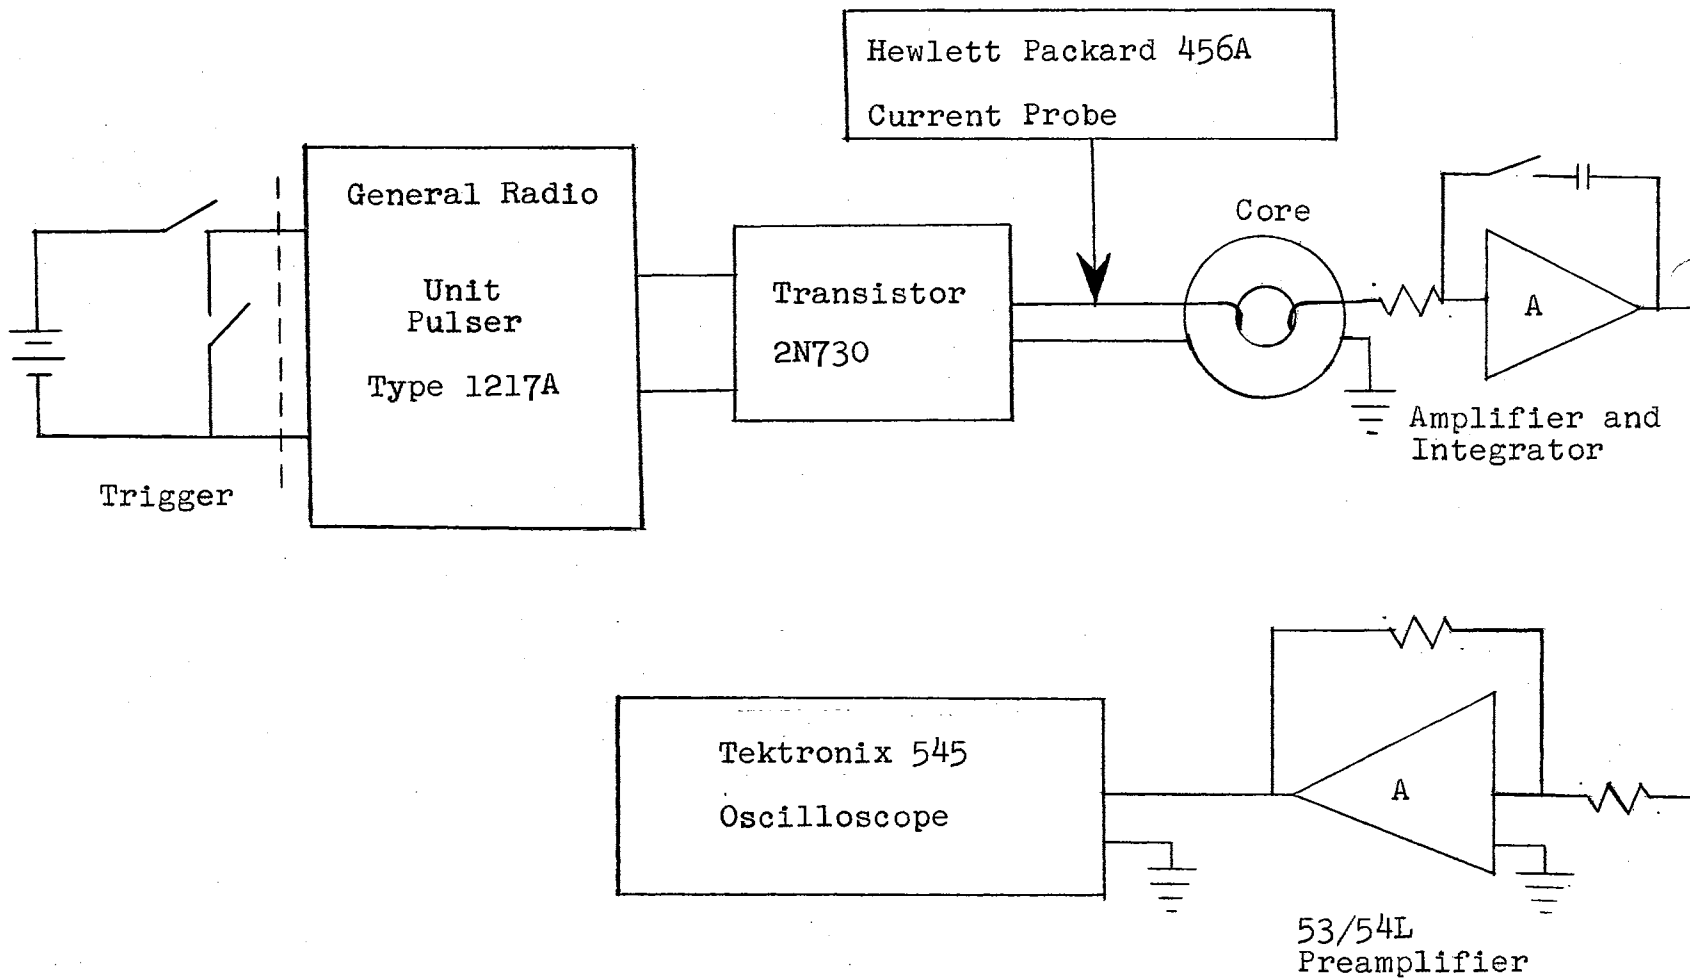 Hewlett Packard 456A
Current Probe
General Radio
Unit
Pulser
Type 1217A
Transistor
2N730
Core
A
Amplifier and
Integrator
Trigger
Tektronix 545
Oscilloscope
A
53/54L
Preamplifier